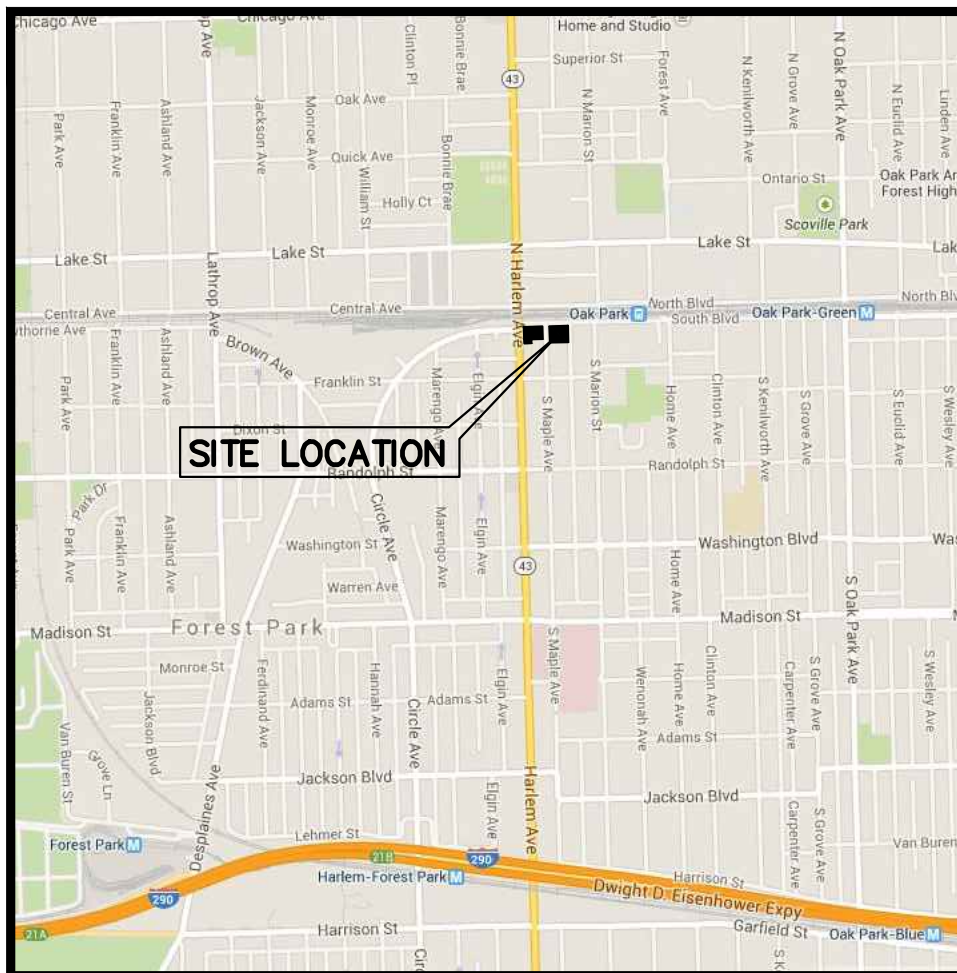 Chicago Ave
Chicago Ave
Home and Studio
Superior St
43
Clinton Pl
Bonnie Brae
N Marion St
Forest Ave
N Kenilworth Ave
N Grove Ave
N Oak Park Ave
N Euclid Ave
Linden Ave
p Ave
Oak Ave
Park Ave
Franklin Ave
Ashland Ave
Jackson Ave
Monroe Ave
Quick Ave
William St
Bonnie Brae
Holly Ct
Ontario St
Oak Park Ar
Forest High
Scoville Park
Lake St
Lake St
Lake St
Lak
Lathrop Ave
N Harlem Ave
Central Ave
Central Ave
North Blvd
North Blv
Oak Park
South Blvd
Oak Park-Green M
wthorne Ave
Brown Ave
Franklin St
Park Ave
Franklin Ave
Ashland Ave
Marengo Ave
Elgin Ave
S Maple Ave
S Marion St
Home Ave
Clinton Ave
S Kenilworth Ave
S Grove Ave
S Euclid Ave
S Wesley Ave
Dixon St
SITE LOCATION
Randolph St
Randolph St
Park Dr
Park Ave
Franklin Ave
Ashland Ave
Circle Ave
Marengo Ave
Elgin Ave
Washington St
Washington Blvd
Was
43
Home Ave
Warren Ave
S Oak Park Ave
Madison St
Forest Park
Madison St
Monroe St
Jackson Blvd
Ferdinand Ave
Hannah Ave
Adams St
Circle Ave
Adams St
Elgin Ave
S Maple Ave
Wenonah Ave
Home Ave
Clinton Ave
Carpenter Ave
S Grove Ave
S Wesley Ave
Adams St
Van Buren St
Grove Ln
Desplaines Ave
Jackson Blvd
Elgin Ave
Harlem Ave
Jackson Blvd
Carpenter Ave
S Grove Ave
Van Buren
Lehmer St
Forest Park M
21B
290
Harlem-Forest Park M
Harrison St
290
Dwight D. Eisenhower Expy
21A
Harrison St
Garfield St
Oak Park-Blue M
Circ
S K